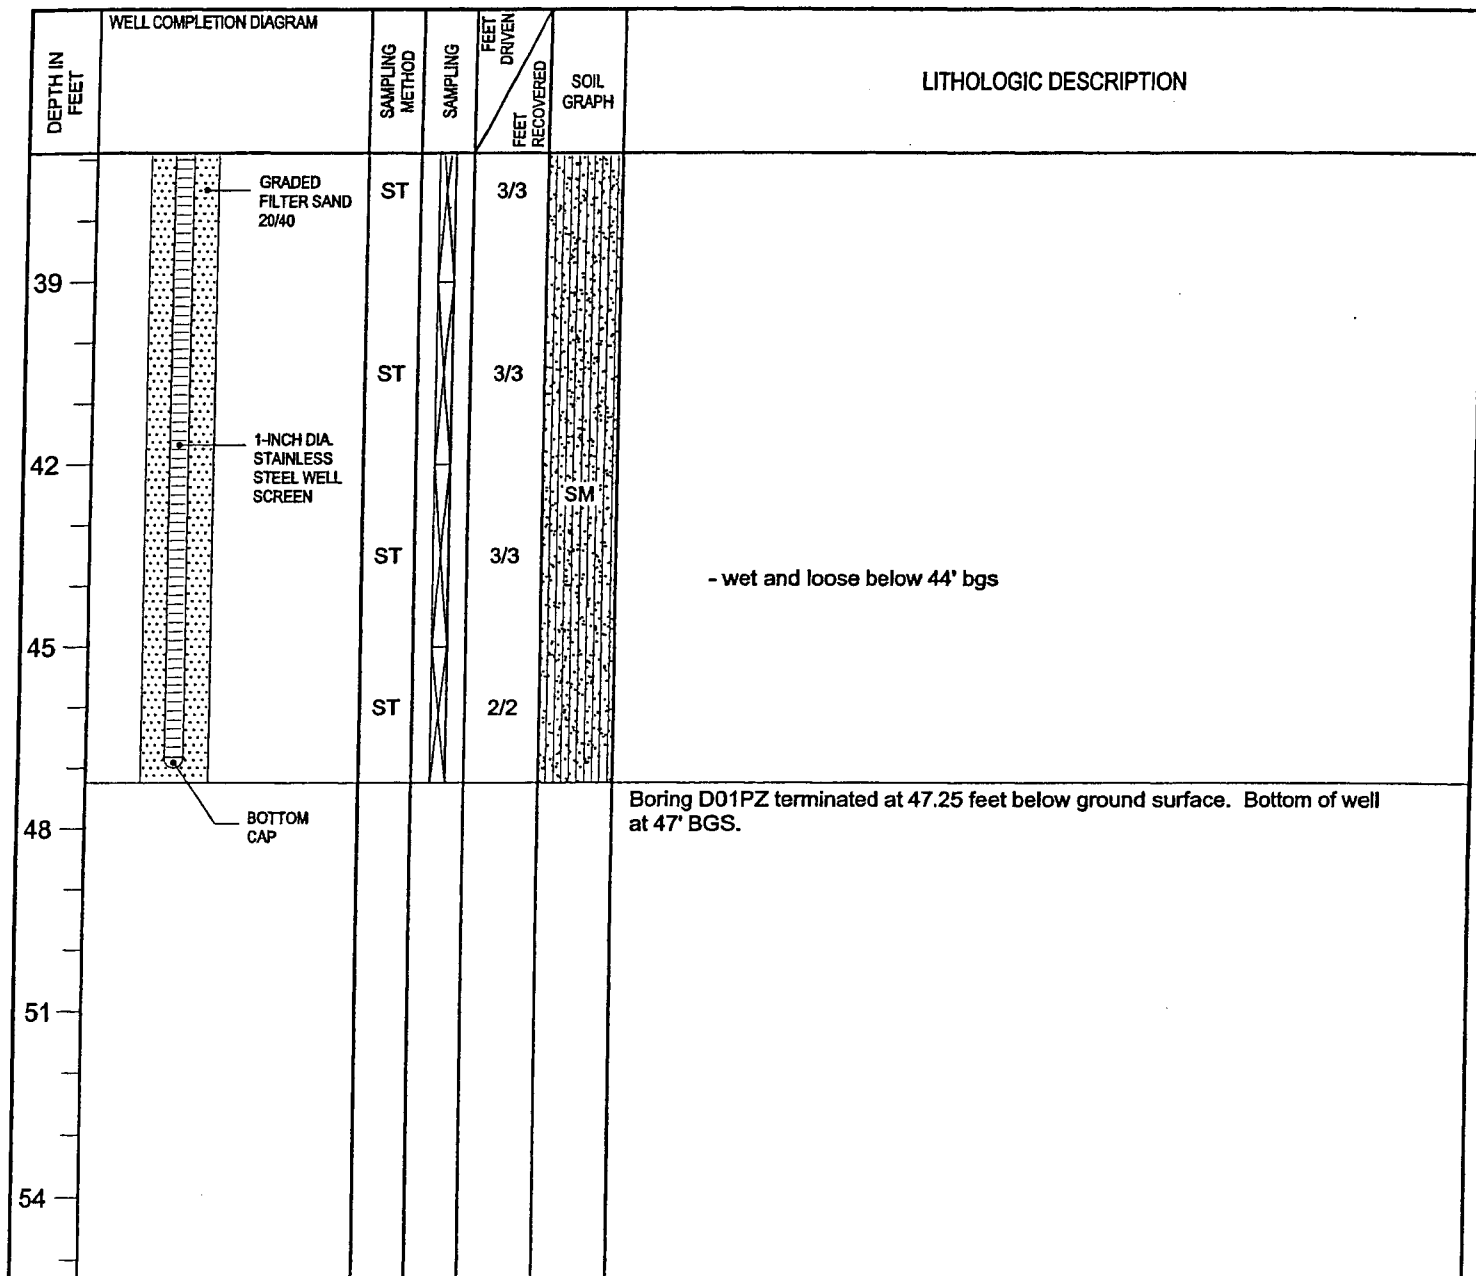 WELL COMPLETION DIAGRAM
DEPTH IN
FEET
SAMPLING
METHOD
SAMPLING
FEET
DRIVEN
FEET
RECOVERED
SOIL
GRAPH
LITHOLOGIC DESCRIPTION
GRADED
FILTER SAND
20/40
ST
3/3
39
ST
3/3
1-INCH DIA.
STAINLESS
STEEL WELL
SCREEN
42
SM
ST
3/3
- wet and loose below 44' bgs
45
ST
2/2
Boring D01PZ terminated at 47.25 feet below ground surface. Bottom of well
at 47' BGS.
BOTTOM
CAP
48
51
54